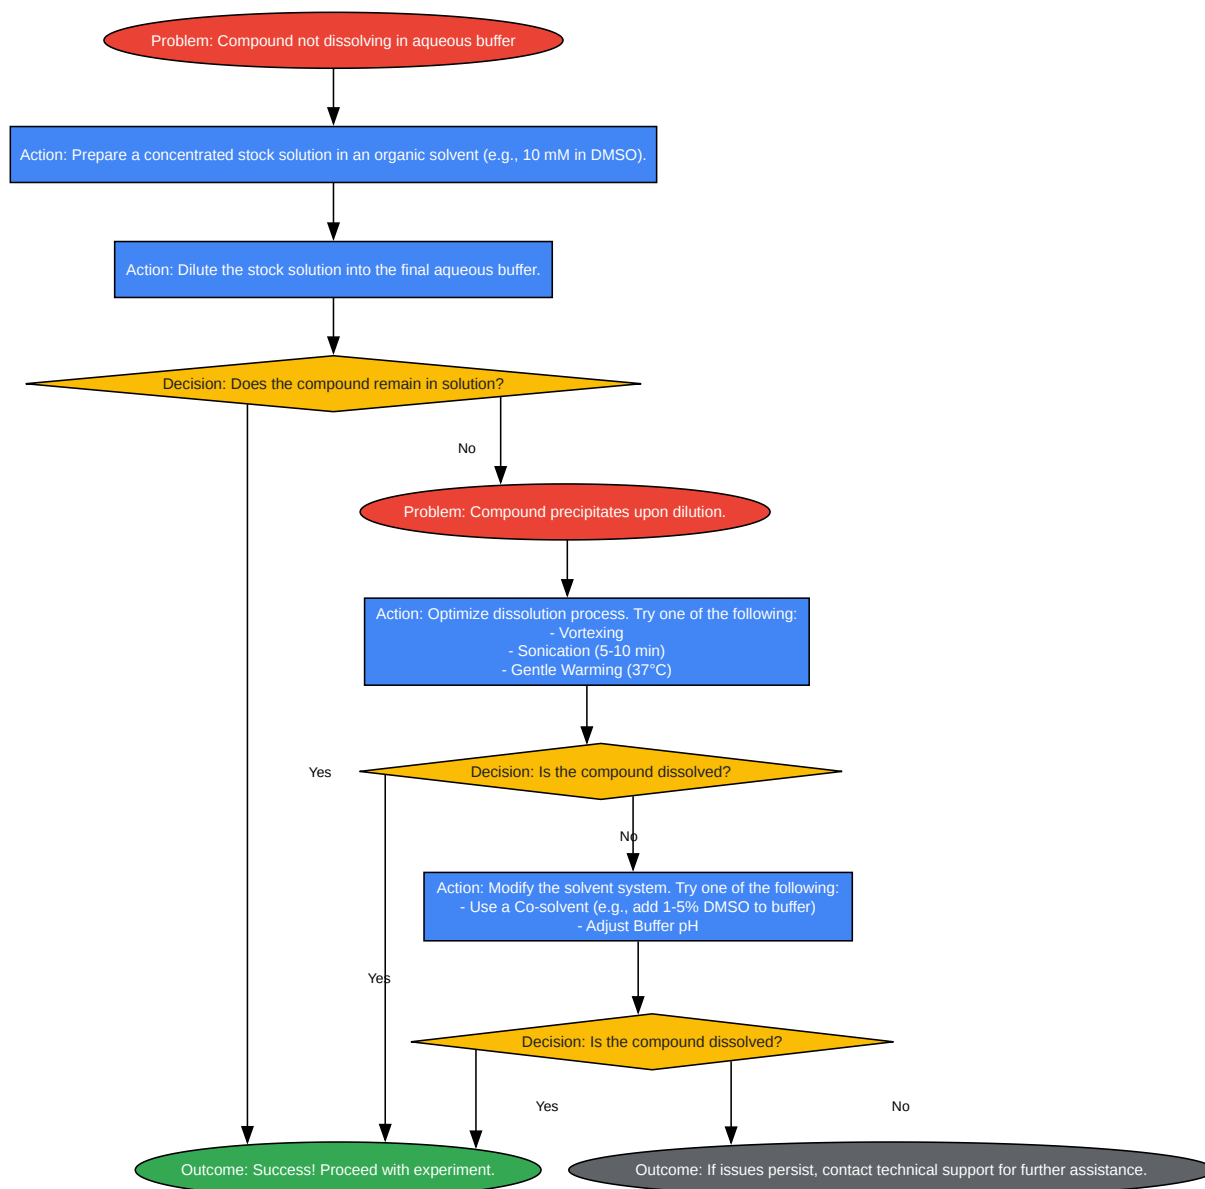 Problem: Compound not dissolving in aqueous buffer
Action: Prepare a concentrated stock solution in an organic solvent (e.g., 10 mM in DMSO).
Action: Dilute the stock solution into the final aqueous buffer.
Decision: Does the compound remain in solution?
No
Problem: Compound precipitates upon dilution.
Action: Optimize dissolution process. Try one of the following:
- Vortexing
- Sonication (5-10 min)
- Gentle Warming (37°C)
Yes
Decision: Is the compound dissolved?
No
Action: Modify the solvent system. Try one of the following:
- Use a Co-solvent (e.g., add 1-5% DMSO to buffer)
- Adjust Buffer pH
Yes
Decision: Is the compound dissolved?
Yes
No
Outcome: Success! Proceed with experiment.
Outcome: If issues persist, contact technical support for further assistance.